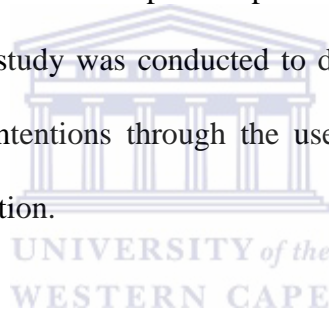 study was conducted to d
ntentions through the use
tion.
UNIVERSITY of the
WESTERN CAPE